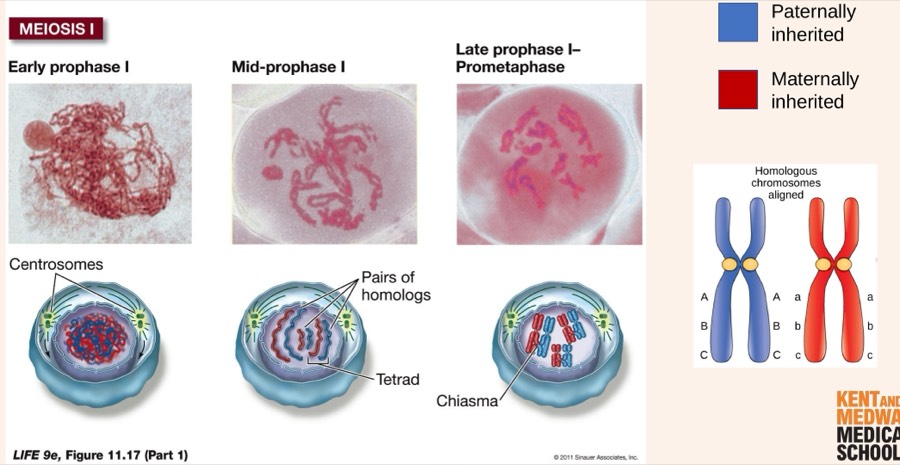 MEIOSIS I
Early prophase I
Mid-prophase I
Late prophase I–
Prometaphase
Centrosomes
Pairs of
homologs
Tetrad
Chiasma
LIFE 9e, Figure 11.17 (Part 1)
© 2011 Sinauer Associates, Inc.
Paternally
inherited
Maternally
inherited
Homologous
chromosomes
aligned
A A a a
B B b b
C C c c
KENT AND
MEDWA
MEDICA
SCHOOL